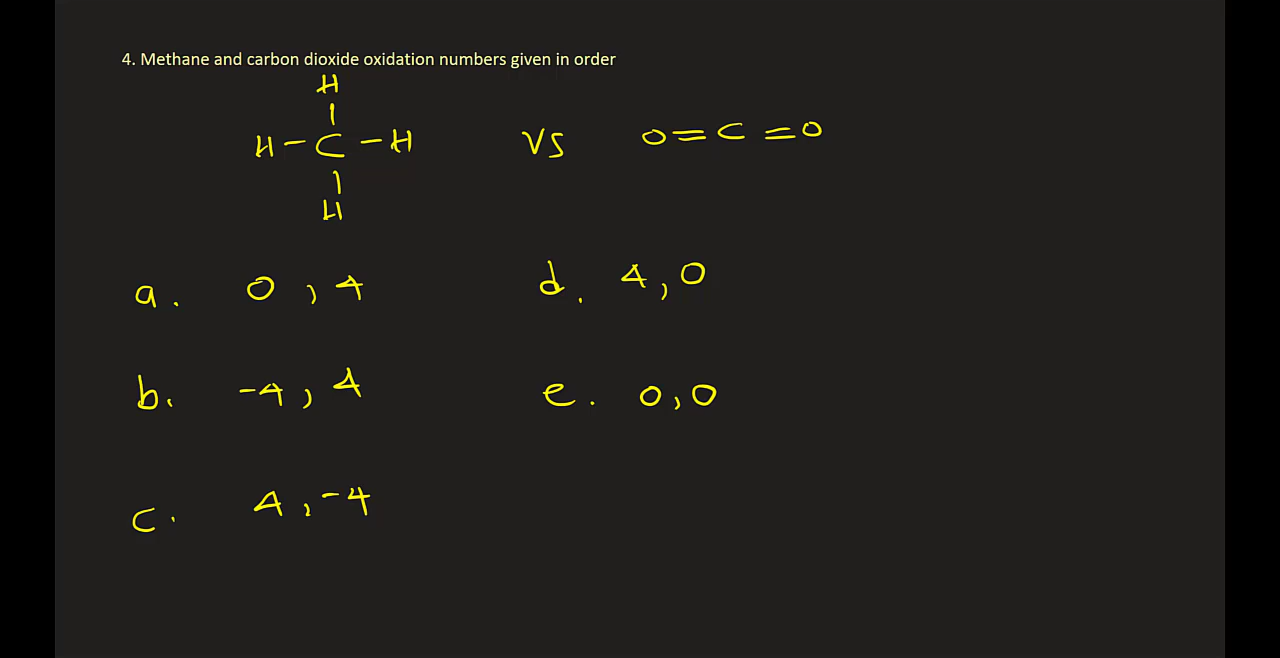 4. Methane and carbon dioxide oxidation numbers given in order
H
H - C - H vs O = C = O
H
a. 0, 4
d. 4, 0
b. -4, 4
e. 0, 0
c. 4, -4